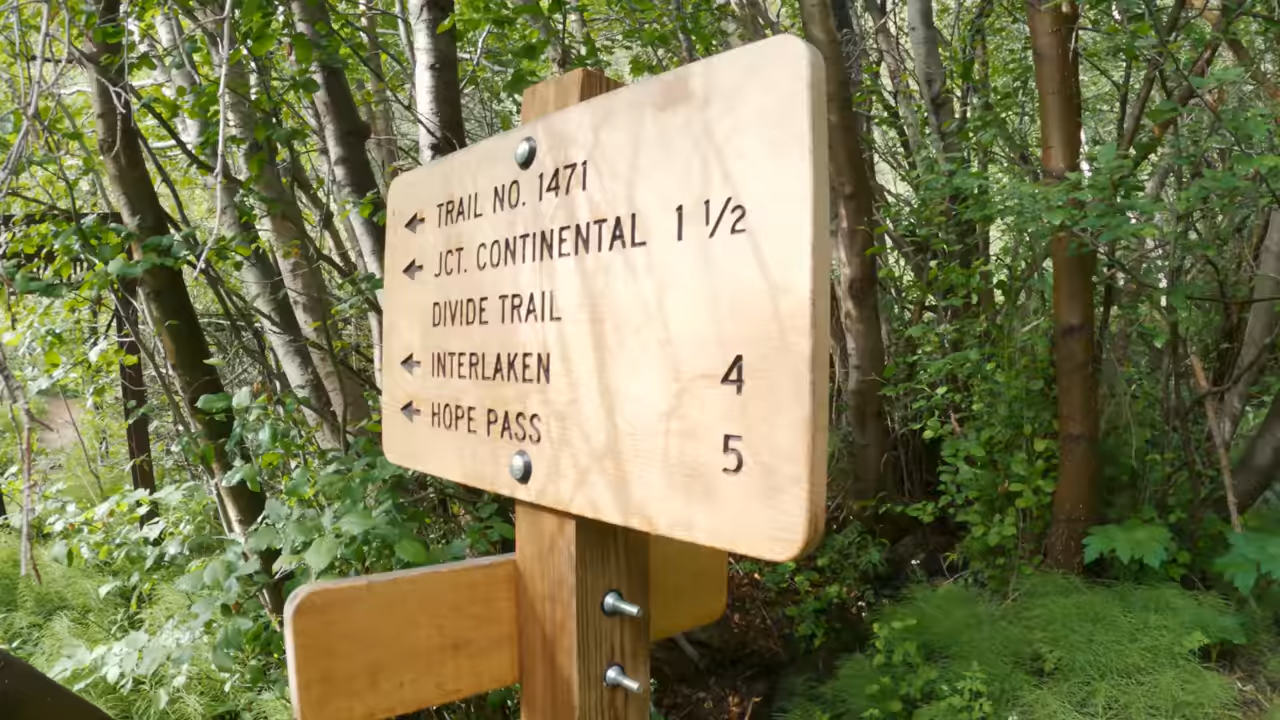 ← TRAIL NO. 1471
← JCT. CONTINENTAL 1 1/2
DIVIDE TRAIL
← INTERLAKEN 4
← HOPE PASS 5